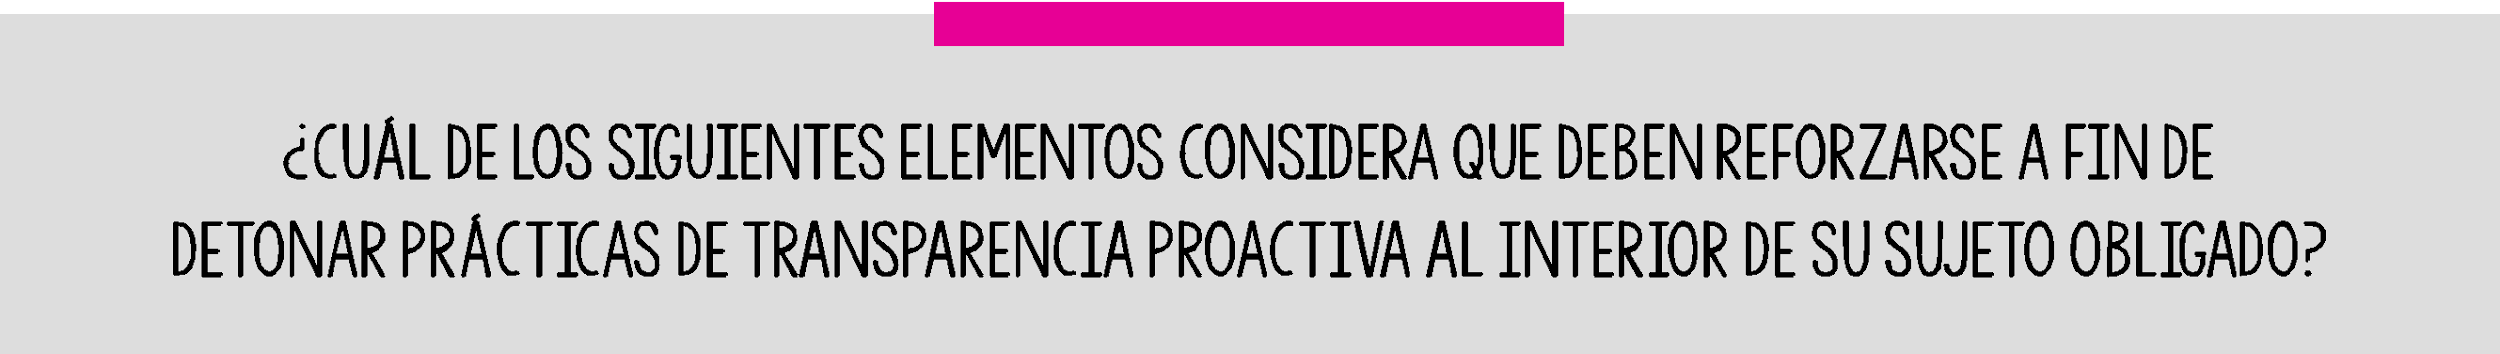 ¿CUÁL DE LOS SIGUIENTES ELEMENTOS CONSIDERA QUE DEBEN REFORZARSE A FIN DE
DETONAR PRÁCTICAS DE TRANSPARENCIA PROACTIVA AL INTERIOR DE SU SUJETO OBLIGADO?